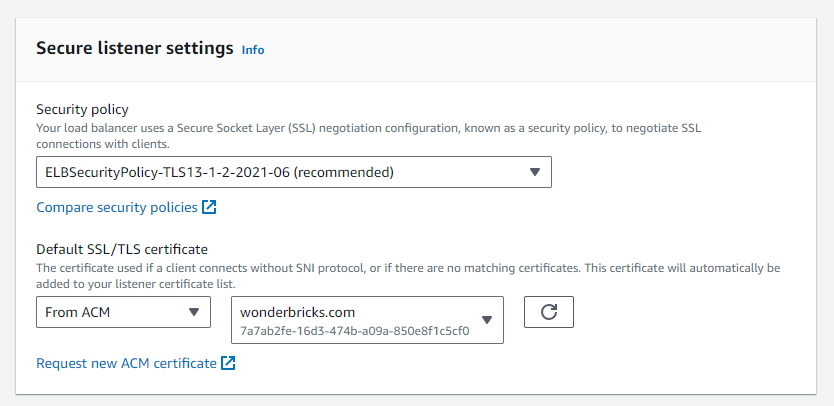 Secure listener settings Info
Security policy
Your load balancer uses a Secure Socket Layer (SSL) negotiation configuration, known as a security policy, to negotiate SSL
connections with clients.
ELBSecurityPolicy-TLS13-1-2-2021-06 (recommended)
Compare security policies
Default SSL/TLS certificate
The certificate used if a client connects without SNI protocol, or if there are no matching certificates. This certificate will automatically be
added to your listener certificate list.
From ACM
wonderbricks.com
7a7ab2fe-16d3-474b-a09a-850e8f1c5cf0
Request new ACM certificate